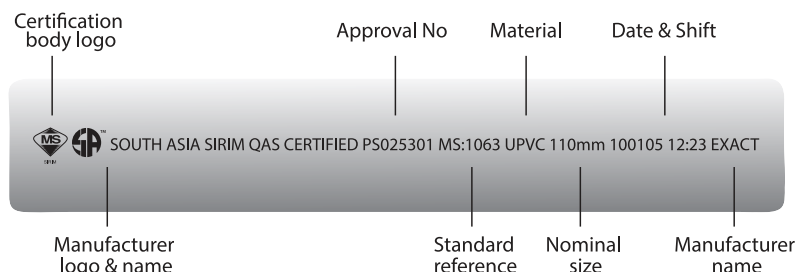 Certification
body logo
Approval No
Material
Date & Shift
MS
SIRIM
SA™
SOUTH ASIA SIRIM QAS CERTIFIED PS025301 MS:1063 UPVC 110mm 100105 12:23 EXACT
Manufacturer
logo & name
Standard
reference
Nominal
size
Manufacturer
name